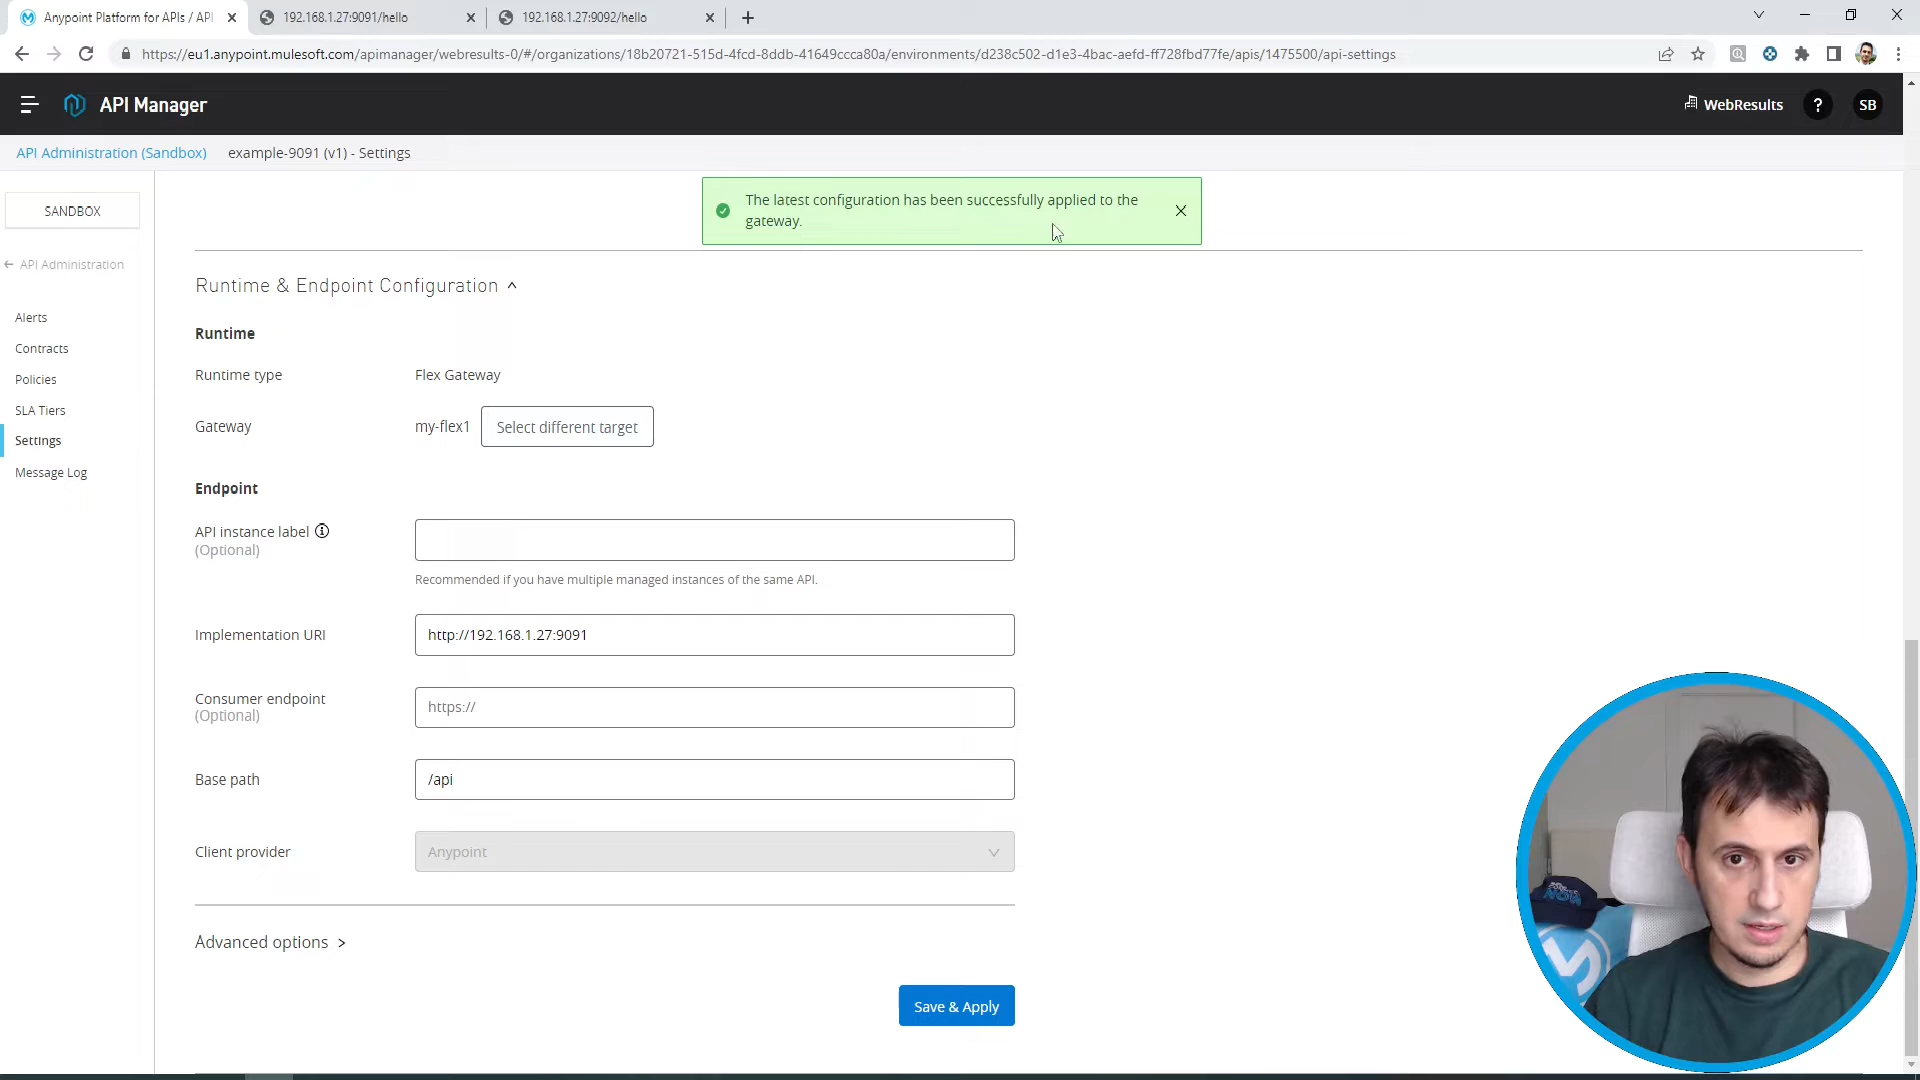 Anypoint Platform for APIs / API
192.168.1.27:9091/hello
192.168.1.27:9092/hello
https://eu1.anypoint.mulesoft.com/apimanager/webresults-0/#/organizations/18b20721-515d-4fcd-8ddb-41649ccca80a/environments/d238c502-d1e3-4bac-aefd-ff728fbd77fe/apis/1475500/api-settings
API Manager
WebResults
?
SB
API Administration (Sandbox)
example-9091 (v1) - Settings
SANDBOX
API Administration
Alerts
Contracts
Policies
SLA Tiers
Settings
Message Log
The latest configuration has been successfully applied to the
gateway.
Runtime & Endpoint Configuration
Runtime
Runtime type
Flex Gateway
Gateway
my-flex1
Select different target
Endpoint
API instance label
(Optional)
Recommended if you have multiple managed instances of the same API.
Implementation URI
http://192.168.1.27:9091
Consumer endpoint
(Optional)
https://
Base path
/api
Client provider
Anypoint
Advanced options
Save & Apply